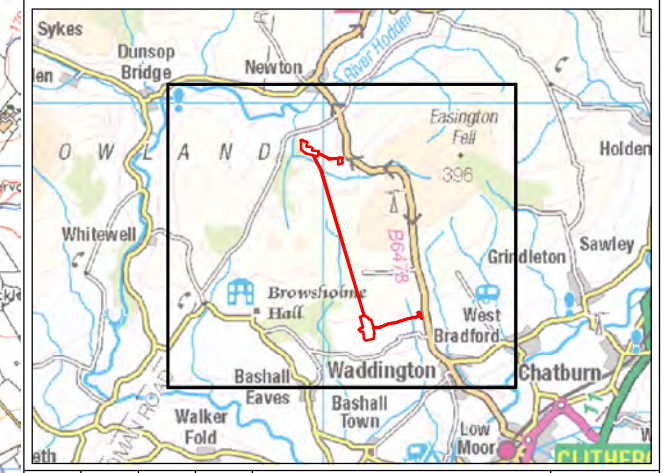 Sykes
Dunsop
Bridge
Newton
River Hodder
Easington
Fell
396
Holden
O W L A N D
Whitewell
B6478
Grindleton
Sawley
Browsholme
Hall
West
Bradford
Waddington
Chatburn
Bashall
Eaves
Bashall
Town
Walker
Fold
Low
Moor
CLITHERO